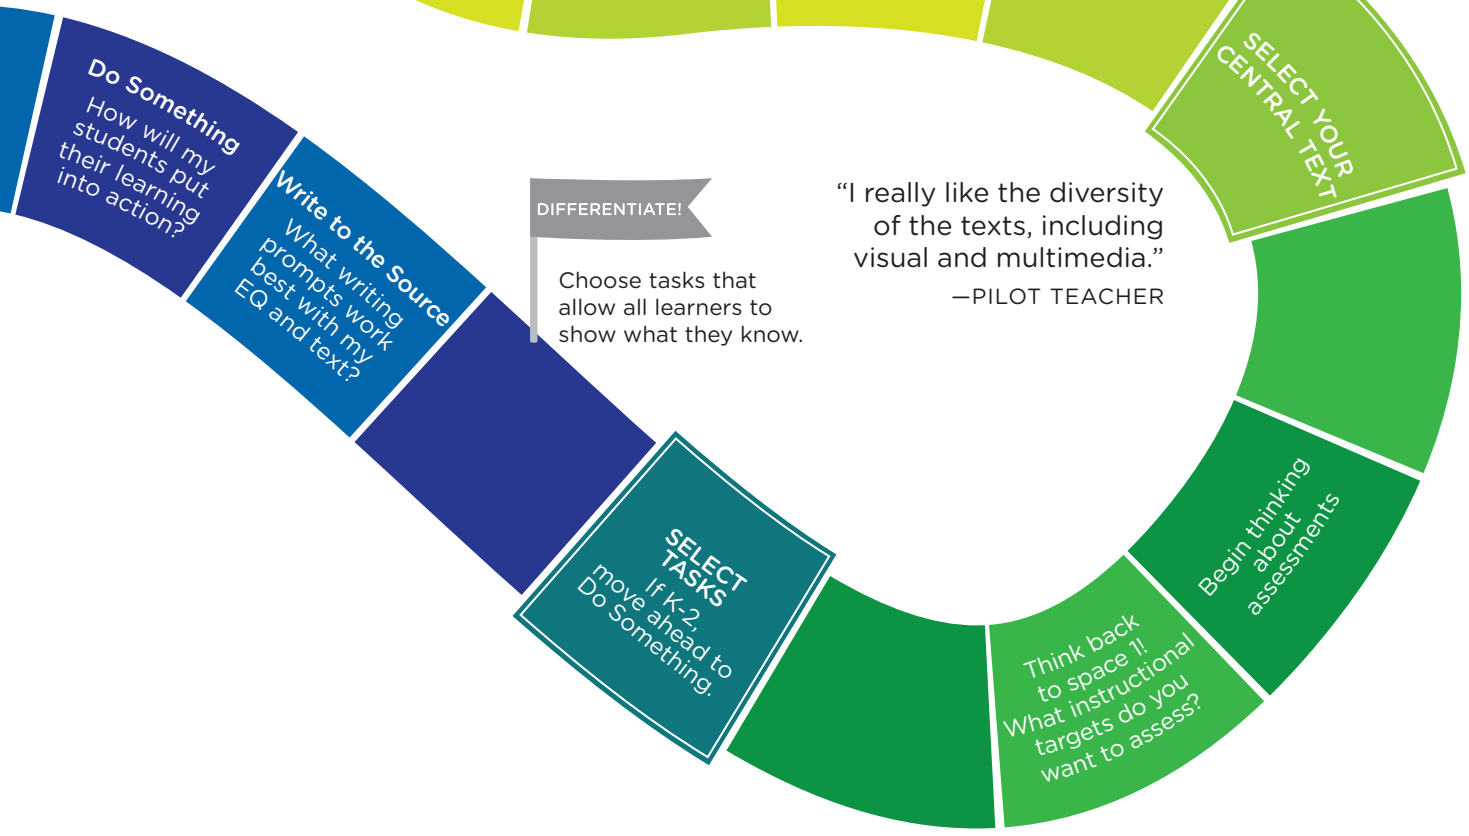 SELECT YOUR
CENTRAL TEXT
“I really like the diversity
of the texts, including
visual and multimedia.”
—PILOT TEACHER
Begin thinking
about
assessments
Think back
to space 1!
What instructional
targets do you
want to assess?
SELECT
TASKS
If K-2,
move ahead to
Do Something.
DIFFERENTIATE!
Choose tasks that
allow all learners to
show what they know.
Write to the Source
What writing
prompts work
best with my
EQ and text?
Do Something
How will my
students put
their learning
into action?